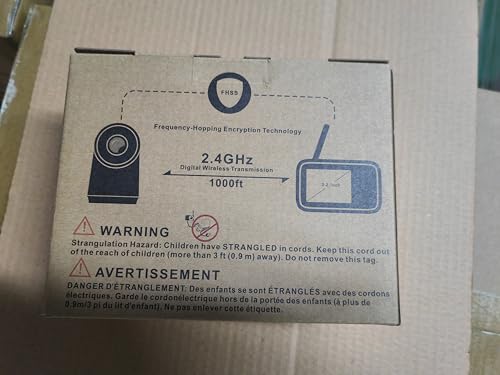 FHSS
Frequency-Hopping Encryption Technology
2.4GHz
Digital Wireless Transmission
1000ft
WARNING
Strangulation Hazard: Children have STRANGLED in cords. Keep this cord out
of the reach of children (more than 3 ft (0.9 m) away). Do not remove this tag.
AVERTISSEMENT
DANGER D'ÉTRANGLEMENT: Des enfants se sont ÉTRANGLÉS avec des cordons
électriques. Garde le cordonélectrique hors de la portée des enfants (à plus de
0.9m/3 pi du lit d'enfant). Ne pas enlever cette étiquette.